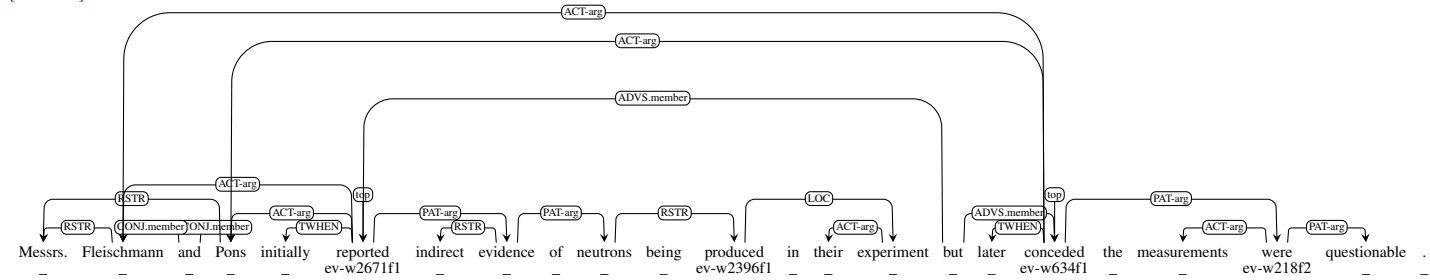 ACT-arg
ACT-arg
ADVS.member
ACT-arg top top
RSTR LOC PAT-arg
ACT-arg PAT-arg PAT-arg RSTR ADVS.member
RSTR CONJ.member CONJ.member TWHEN RSTR ACT-arg TWHEN ACT-arg PAT-arg
Messrs. Fleischmann and Pons initially reported indirect evidence of neutrons being produced in their experiment but later conceded the measurements were questionable .
ev-w2671f1 ev-w2396f1 ev-w634f1 ev-w218f2
_ _ _ _ _ _ _ _ _ _ _ _ _ _ _ _ _ _ _ _ _ _ _